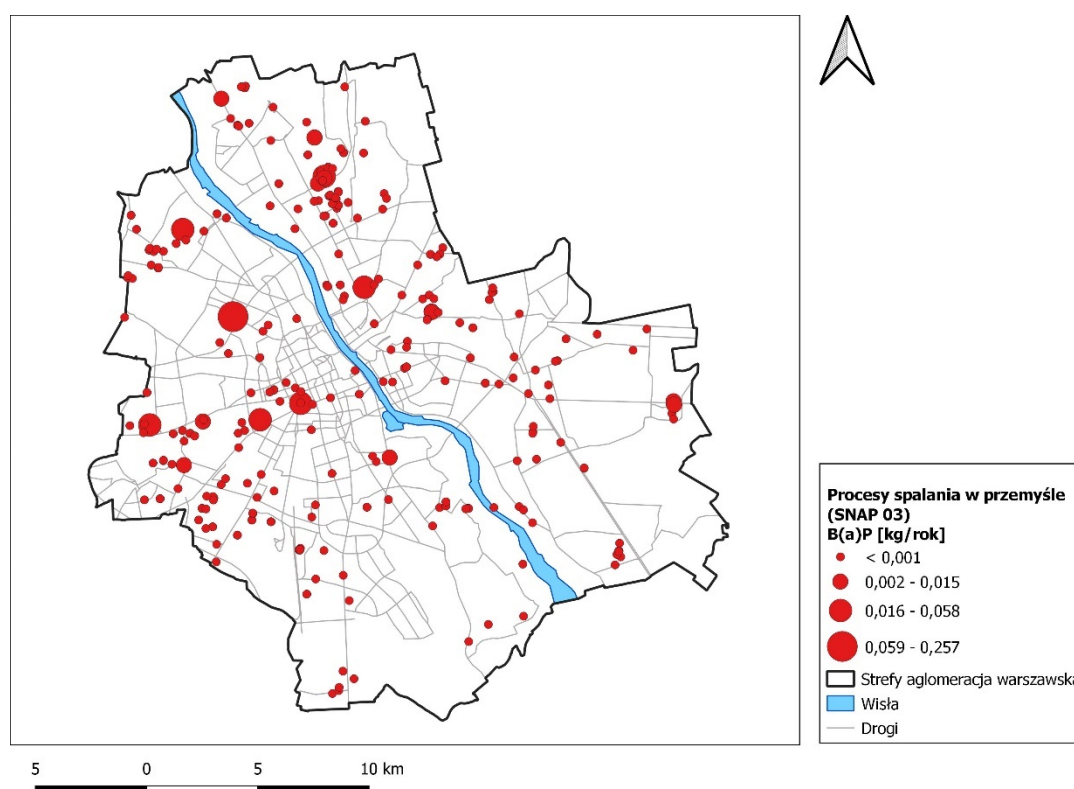 Procesy spalania w przemyśle
(SNAP 03)
B(a)P [kg/rok]
< 0,001
0,002 - 0,015
0,016 - 0,058
0,059 - 0,257
Strefy aglomeracja warszawska
Wisła
Drogi
5 0 5 10 km